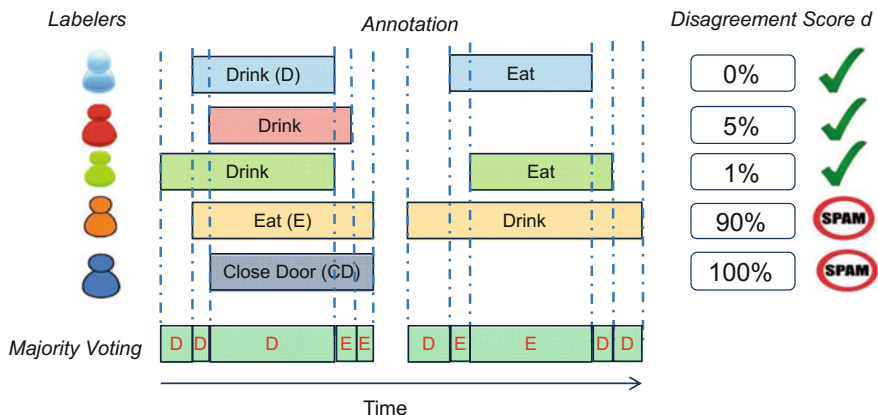 Labelers Annotation Disagreement Score d
Drink (D) Eat 0%
Drink 5%
Drink Eat 1%
Eat (E) Drink 90% SPAM
Close Door (CD) 100% SPAM
Majority Voting D D D E E D E E D D
Time